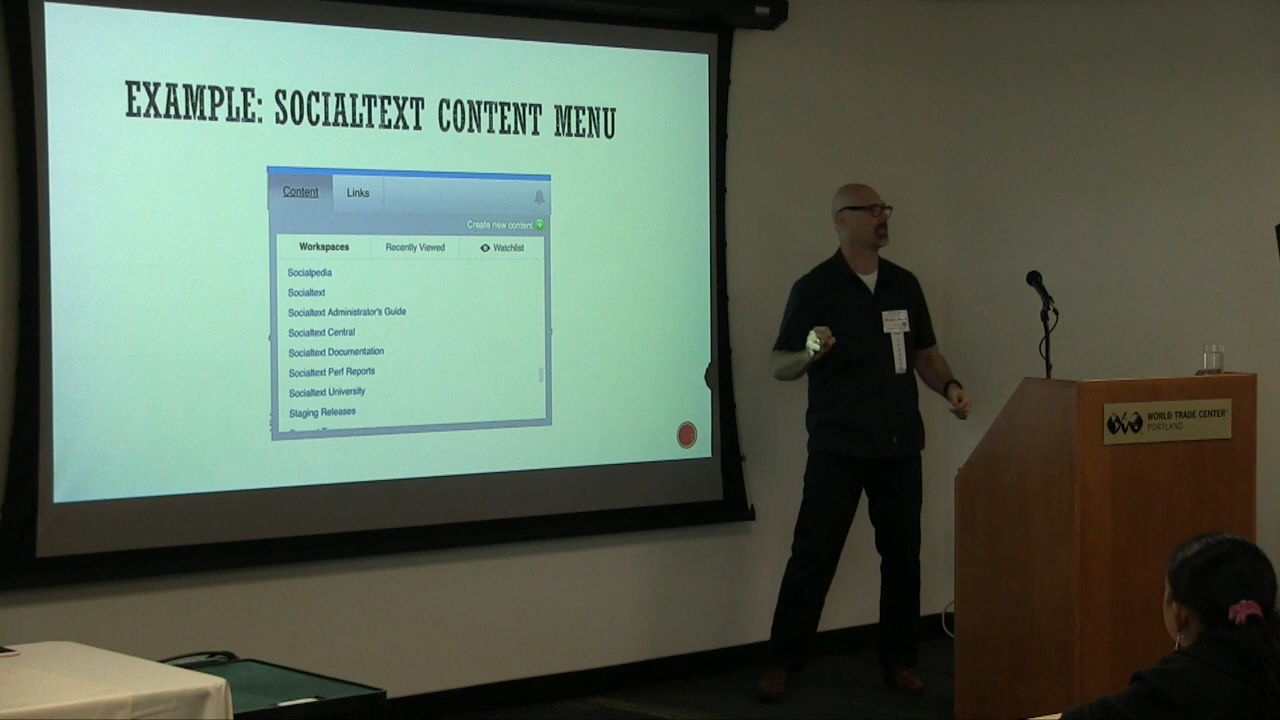 EXAMPLE: SOCIALTEXT CONTENT MENU
Content Links
Create new content
Workspaces Recently Viewed Watchlist
Socialpedia
Socialtext
Socialtext Administrator's Guide
Socialtext Central
Socialtext Documentation
Socialtext Perf Reports
Socialtext University
Staging Releases
WORLD TRADE CENTER
PORTLAND